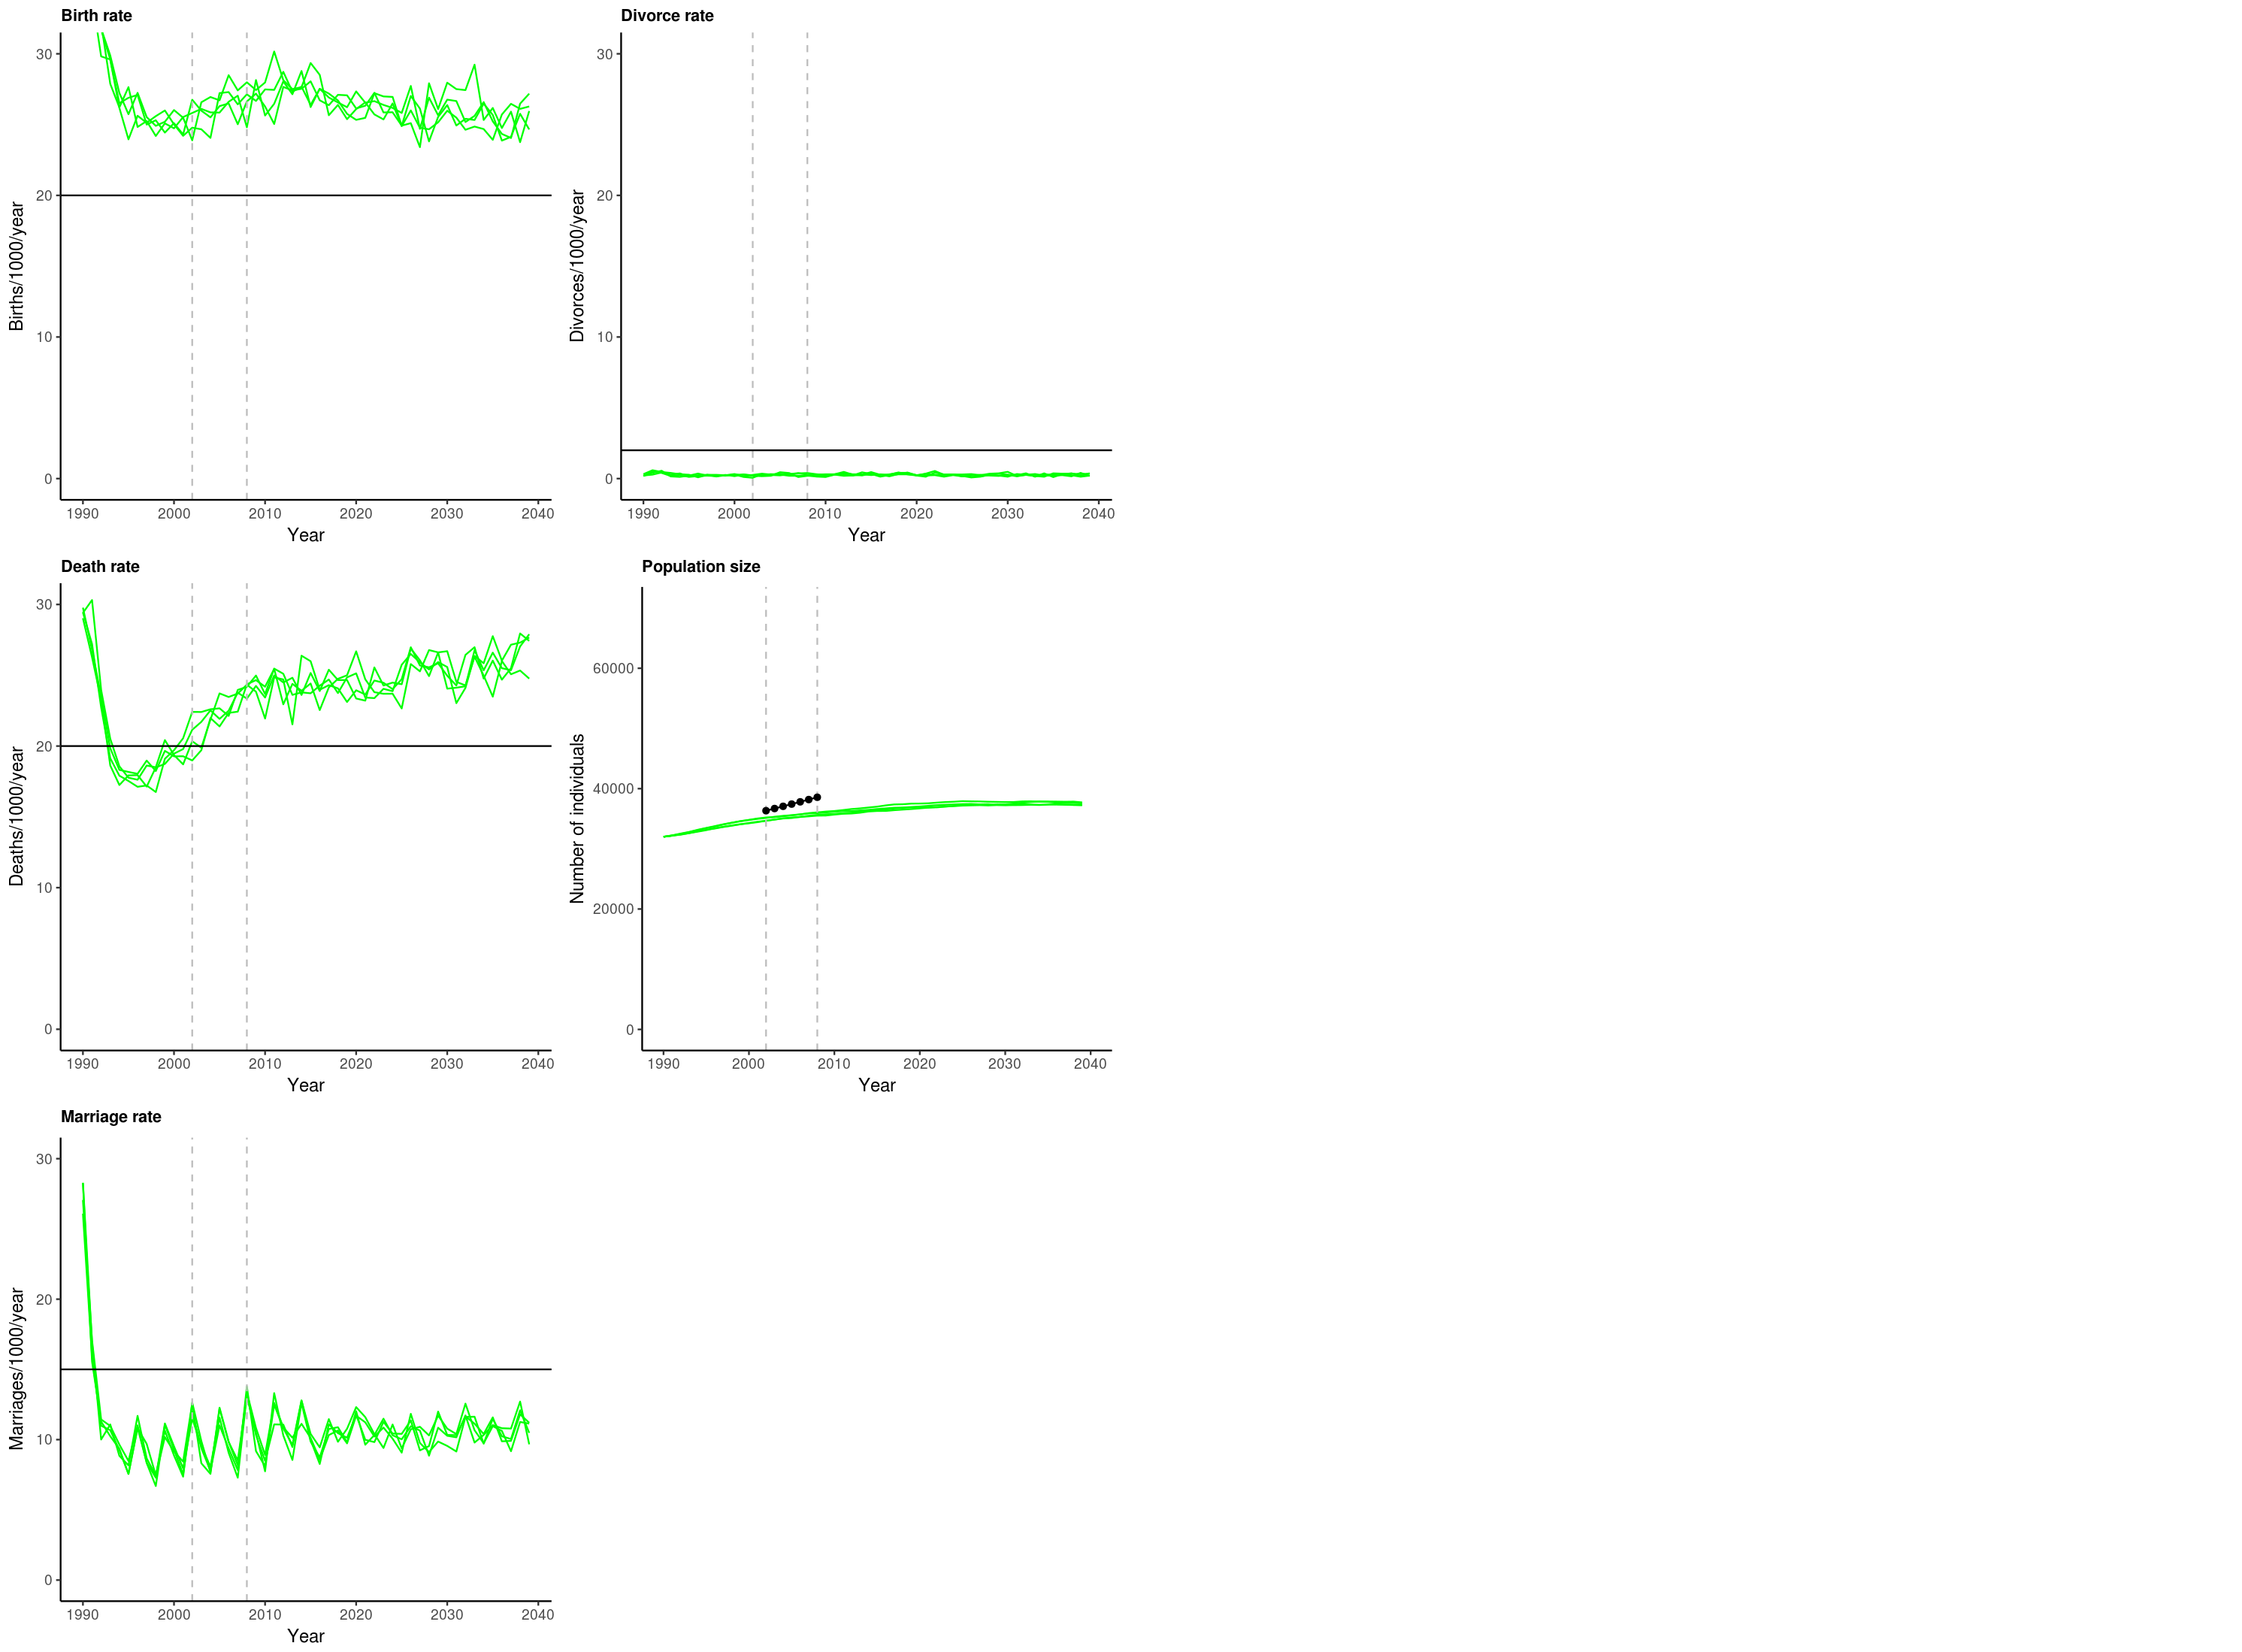 Birth rate
Births/1000/year
30
20
10
0
1990 2000 2010 2020 2030 2040
Year
Divorce rate
Divorces/1000/year
30
20
10
0
1990 2000 2010 2020 2030 2040
Year
Death rate
Deaths/1000/year
30
20
10
0
1990 2000 2010 2020 2030 2040
Year
Population size
Number of individuals
60000
40000
20000
0
1990 2000 2010 2020 2030 2040
Year
Marriage rate
Marriages/1000/year
30
20
10
0
1990 2000 2010 2020 2030 2040
Year